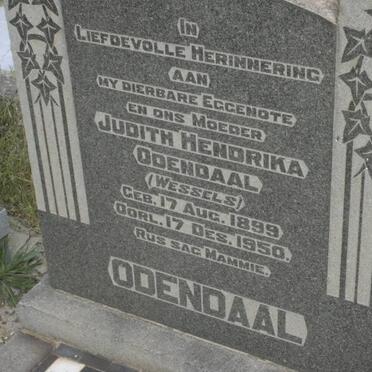 IN
LIEFDEVOLLE HERINNERING
AAN
MY DIERBARE EGGENOTE
EN ONS MOEDER
JUDITH HENDRIKA
ODENDAAL
(WESSELS)
GEB. 17 AUG. 1899
OORL. 17 DES. 1950.
RUS SAG MAMMIE.
ODENDAAL